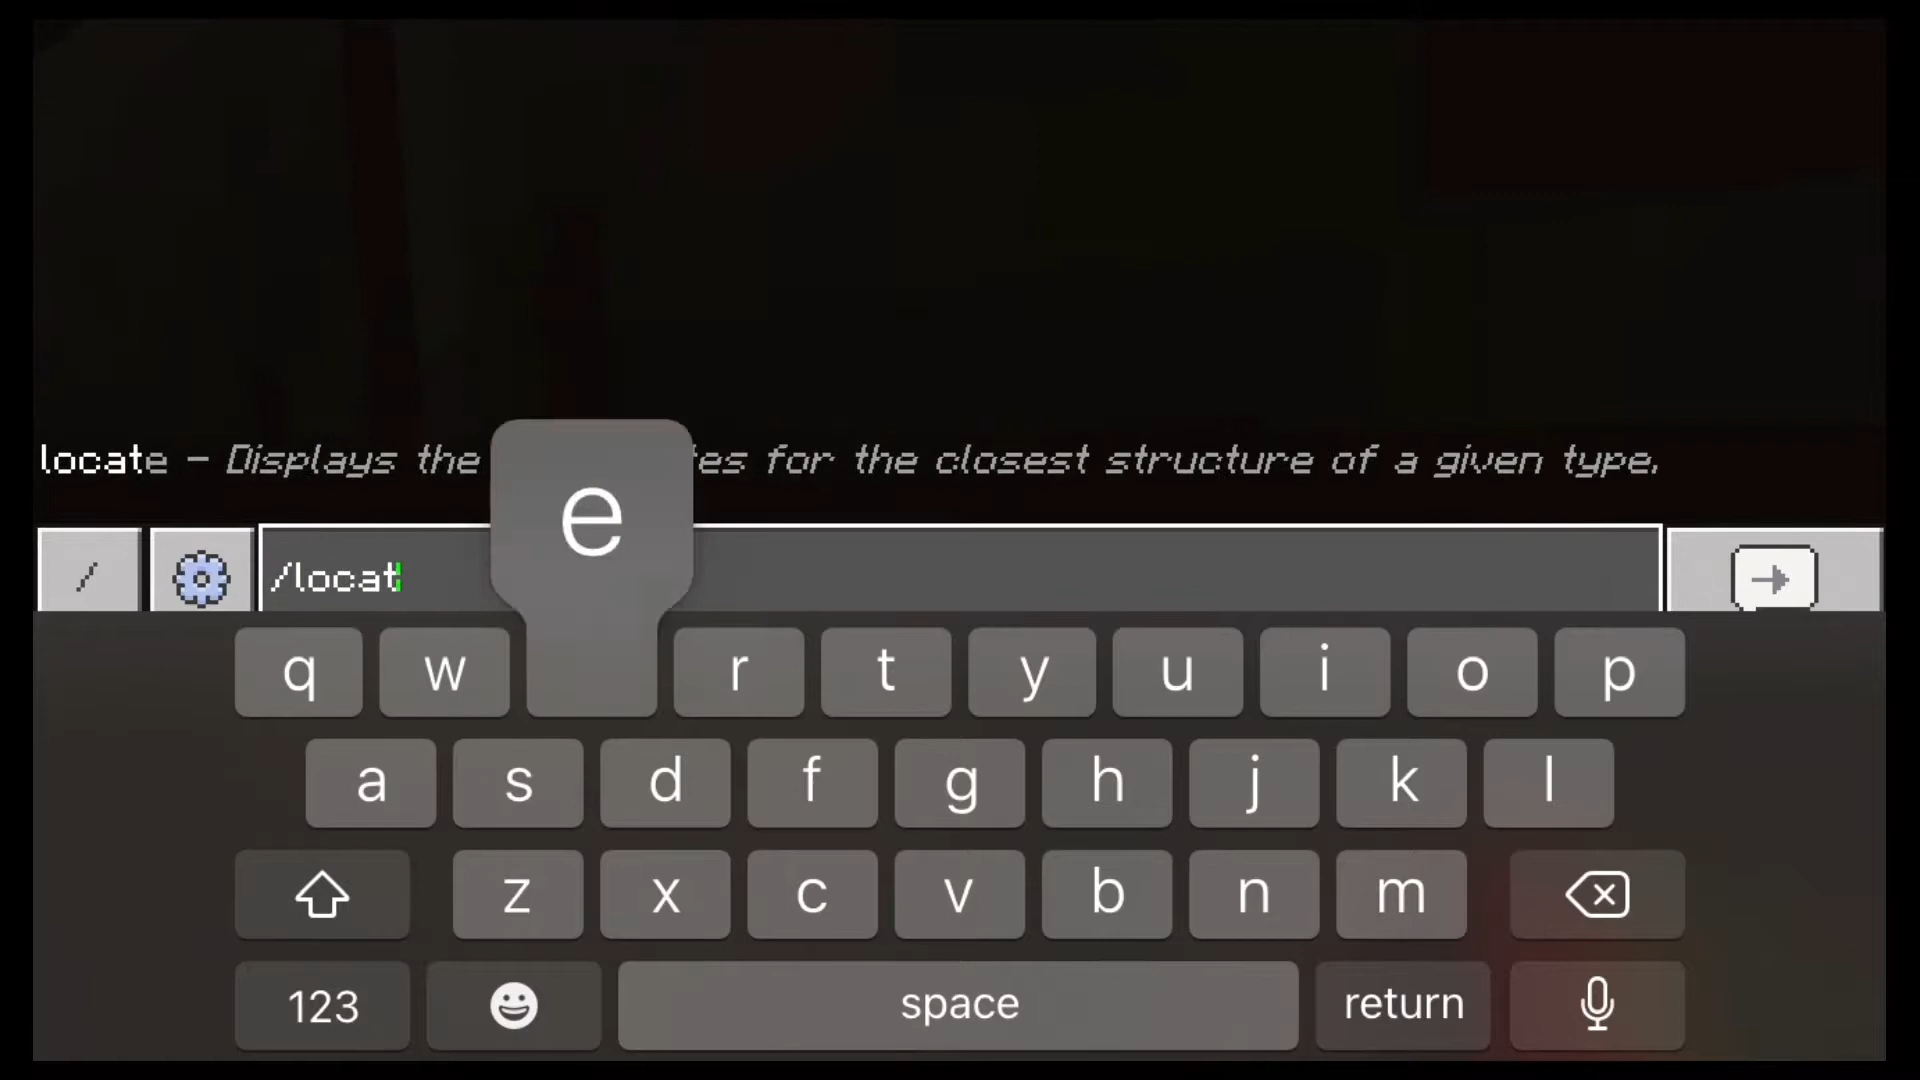 locate - Displays the es for the closest structure of a given type.
e
/ /locat
q w r t y u i o p
a s d f g h j k l
z x c v b n m
123 space return